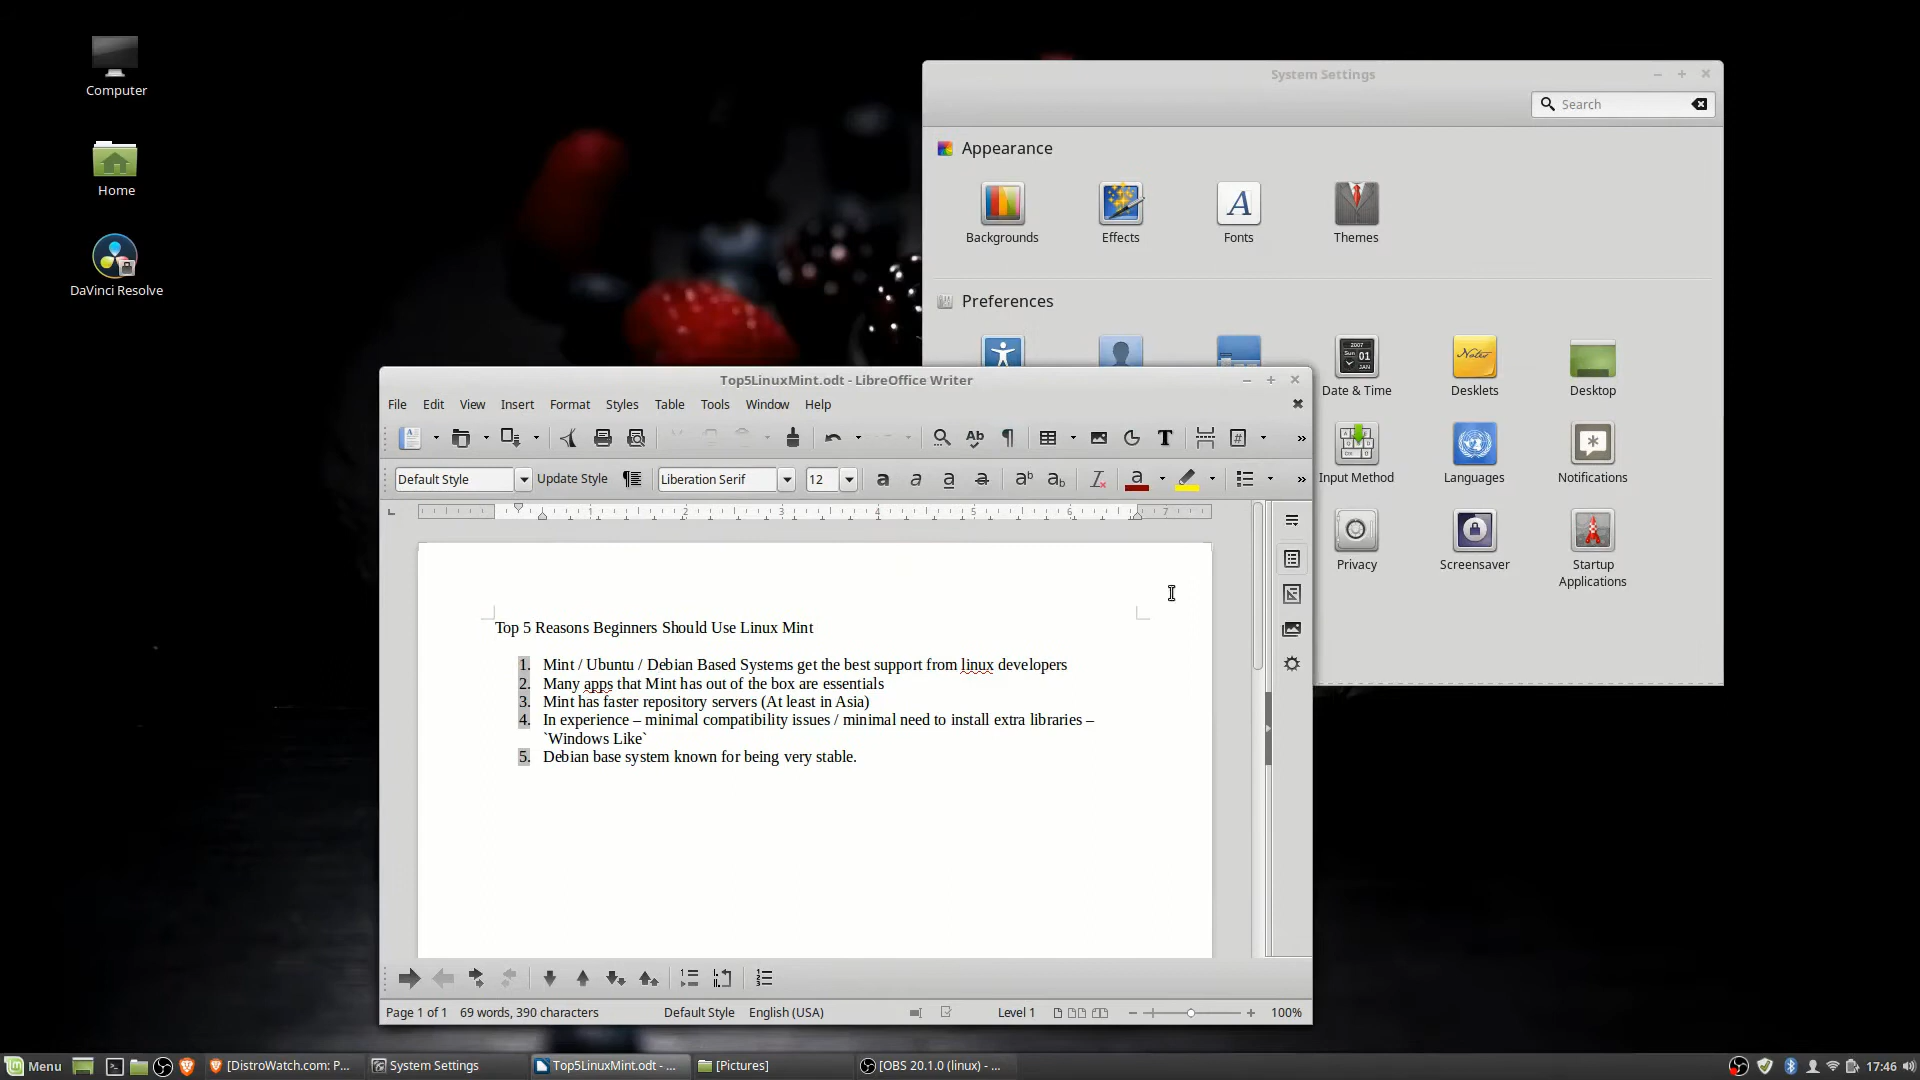 Computer
Home
DaVinci Resolve
System Settings
Search
Appearance
Backgrounds
Effects
Fonts
Themes
Preferences
Date & Time
Desklets
Desktop
Input Method
Languages
Notifications
Privacy
Screensaver
Startup
Applications
Top5LinuxMint.odt - LibreOffice Writer
File Edit View Insert Format Styles Table Tools Window Help
Default Style Update Style Liberation Serif 12
1 2 3 4 5 6 7
Top 5 Reasons Beginners Should Use Linux Mint
1. Mint / Ubuntu / Debian Based Systems get the best support from linux developers
2. Many apps that Mint has out of the box are essentials
3. Mint has faster repository servers (At least in Asia)
4. In experience – minimal compatibility issues / minimal need to install extra libraries –
`Windows Like`
5. Debian base system known for being very stable.
Page 1 of 1 69 words, 390 characters Default Style English (USA) Level 1 100%
Menu [DistroWatch.com: P... System Settings Top5LinuxMint.odt - ... [Pictures] [OBS 20.1.0 (linux) - ... 17:46